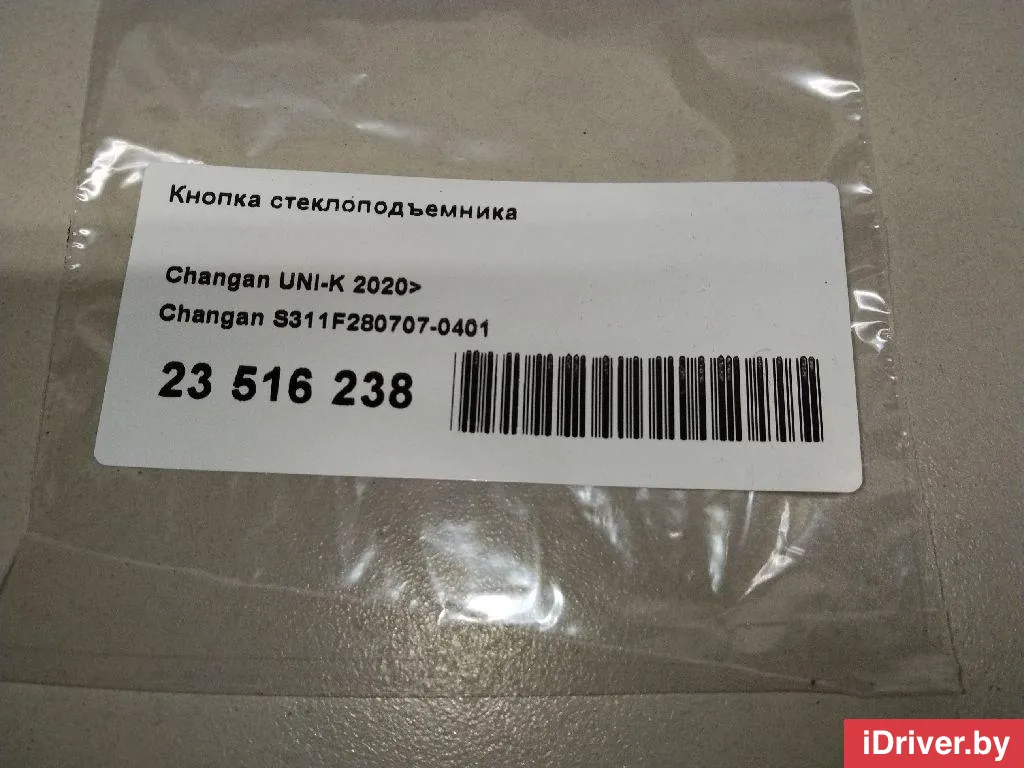 Кнопка стеклоподъемника
Changan UNI-K 2020>
Changan S311F280707-0401
23 516 238
iDriver.by